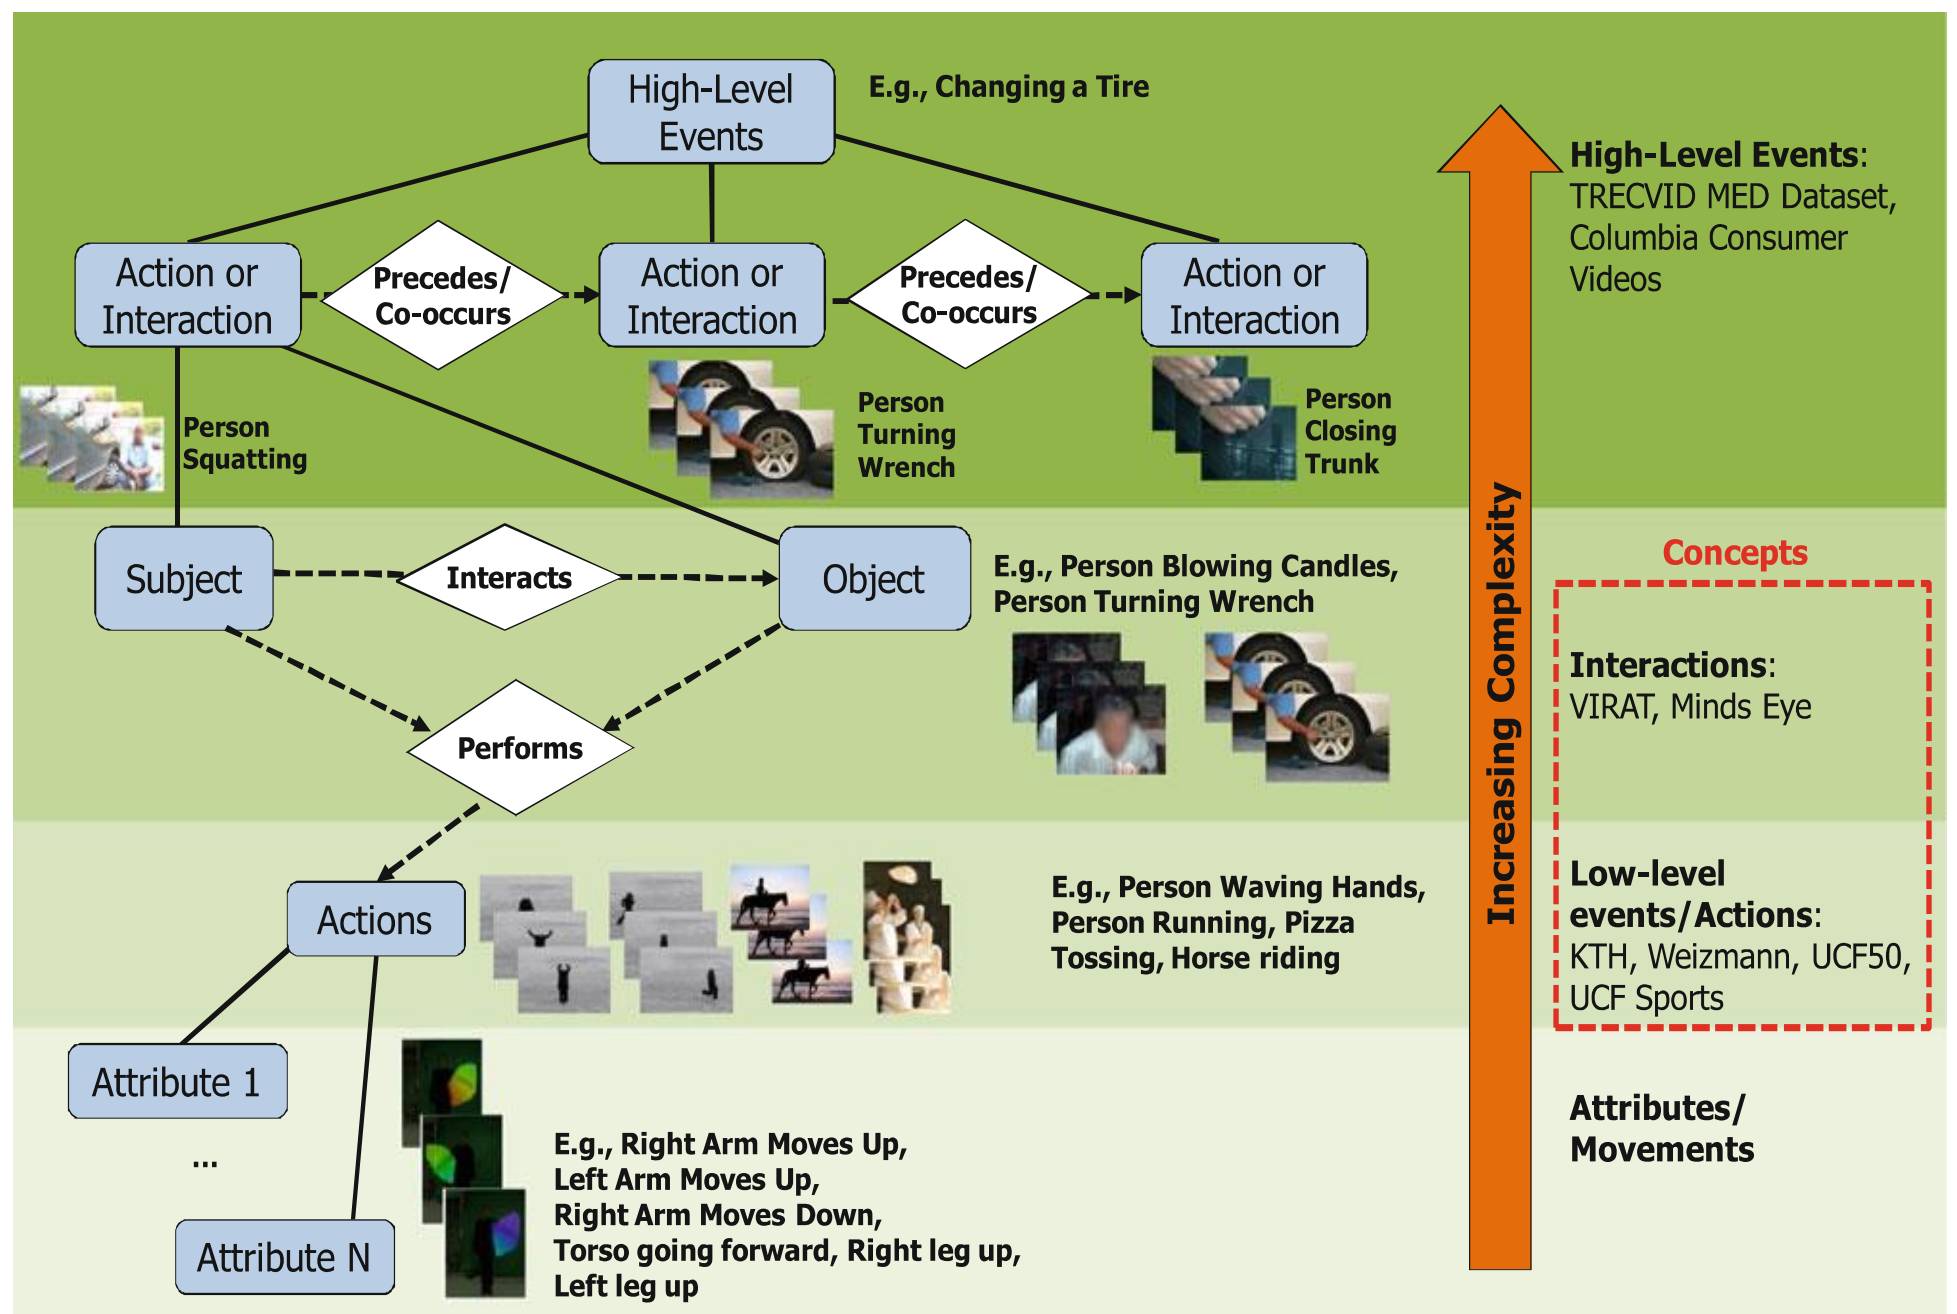 High-Level
Events
E.g., Changing a Tire
High-Level Events:
TRECVID MED Dataset,
Columbia Consumer
Videos
Action or
Interaction
Precedes/
Co-occurs
Action or
Interaction
Precedes/
Co-occurs
Action or
Interaction
Person
Squatting
Person
Turning
Wrench
Person
Closing
Trunk
Increasing Complexity
Concepts
Subject
Interacts
Object
E.g., Person Blowing Candles,
Person Turning Wrench
Interactions:
VIRAT, Minds Eye
Performs
Actions
E.g., Person Waving Hands,
Person Running, Pizza
Tossing, Horse riding
Low-level
events/Actions:
KTH, Weizmann, UCF50,
UCF Sports
Attribute 1
...
Attribute N
E.g., Right Arm Moves Up,
Left Arm Moves Up,
Right Arm Moves Down,
Torso going forward, Right leg up,
Left leg up
Attributes/
Movements